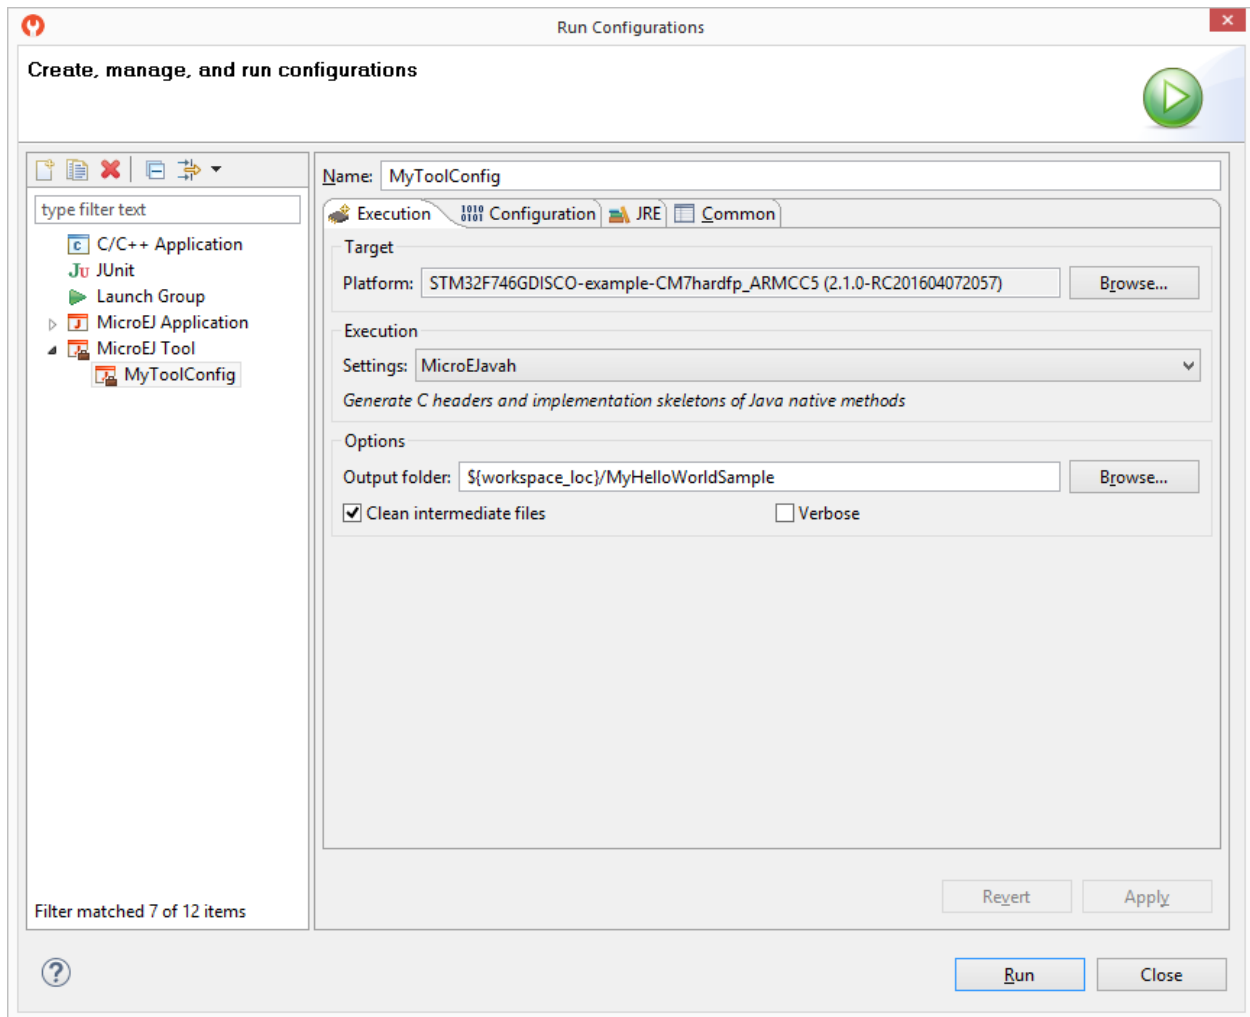 Run Configurations
Create, manage, and run configurations
type filter text
C/C++ Application
JUnit
Launch Group
MicroEJ Application
MicroEJ Tool
MyToolConfig
Filter matched 7 of 12 items
Name: MyToolConfig
Execution Configuration JRE Common
Target
Platform: STM32F746GDISCO-example-CM7hardfp_ARMCC5 (2.1.0-RC201604072057) Browse...
Execution
Settings: MicroEJavah
Generate C headers and implementation skeletons of Java native methods
Options
Output folder: ${workspace_loc}/MyHelloWorldSample Browse...
Clean intermediate files Verbose
Revert Apply
Run Close